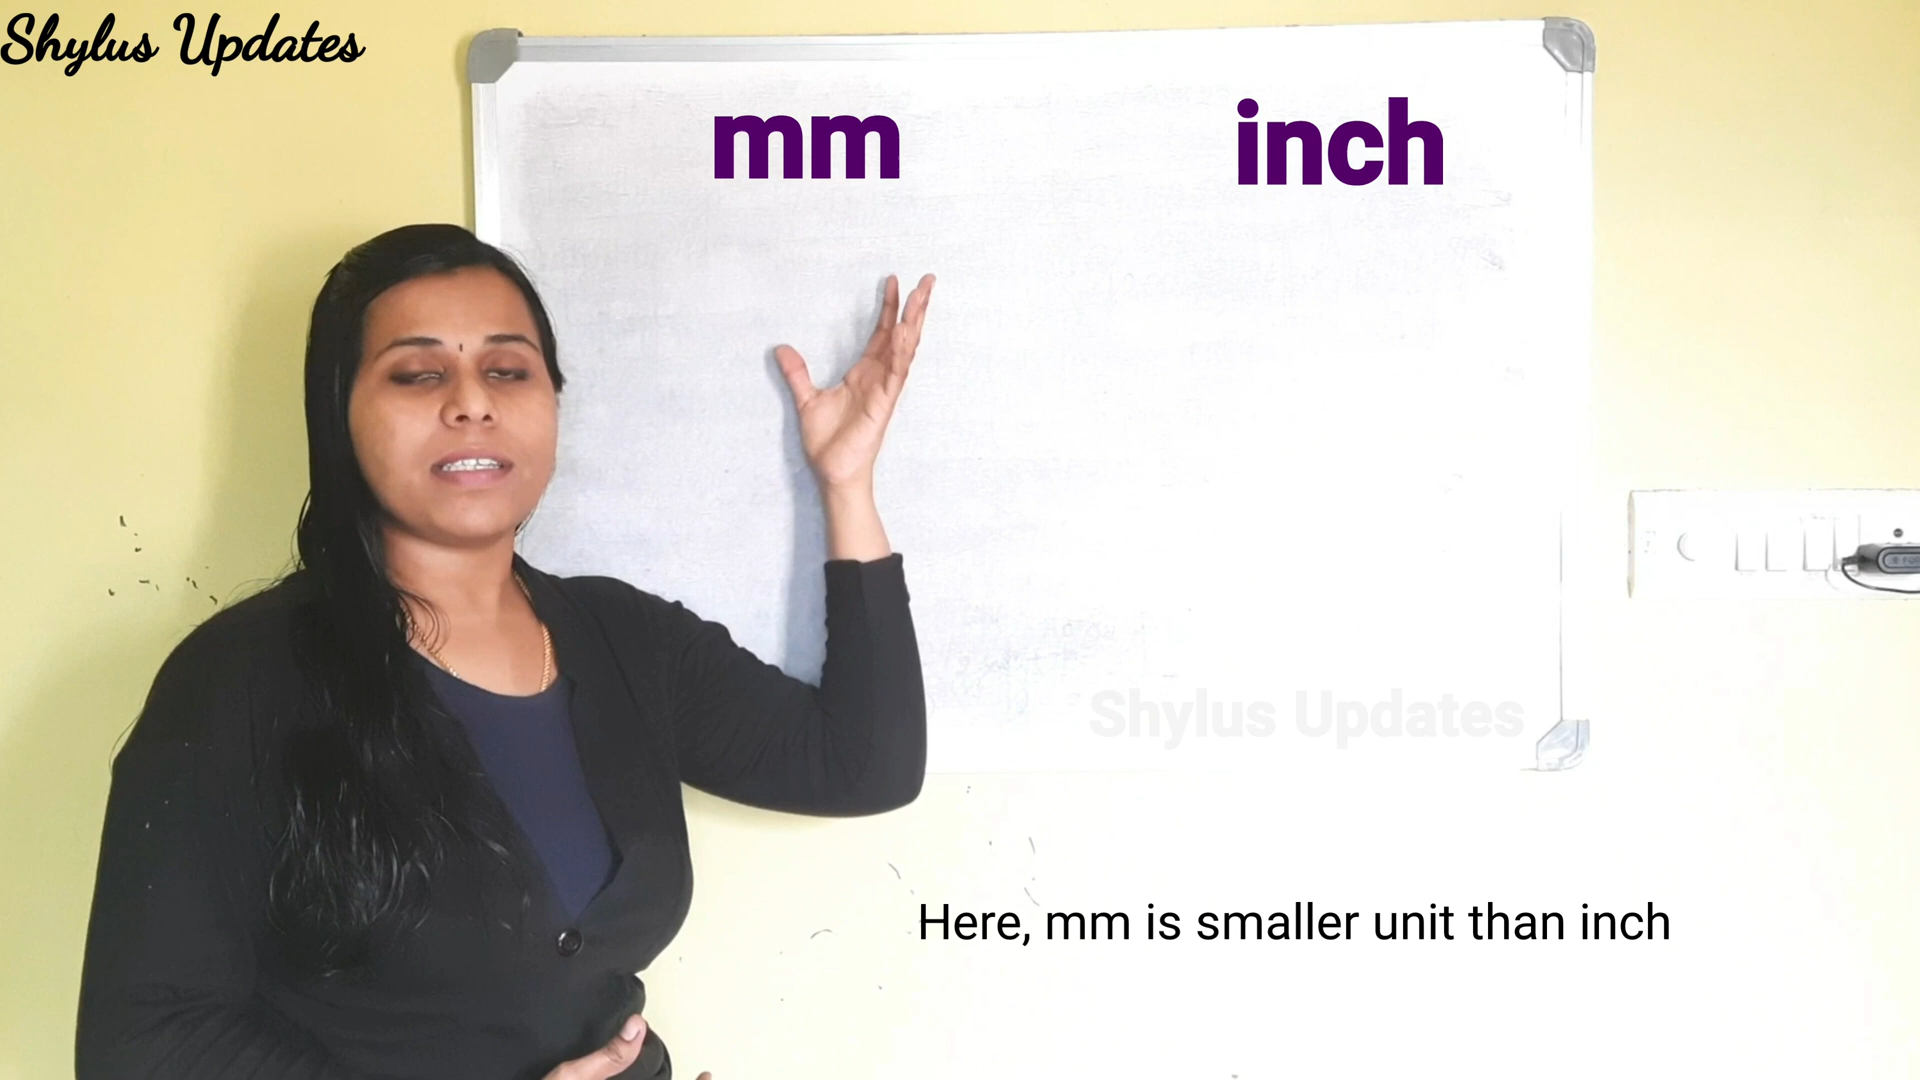 Shylus Updates
mm inch
Shylus Updates
Here, mm is smaller unit than inch